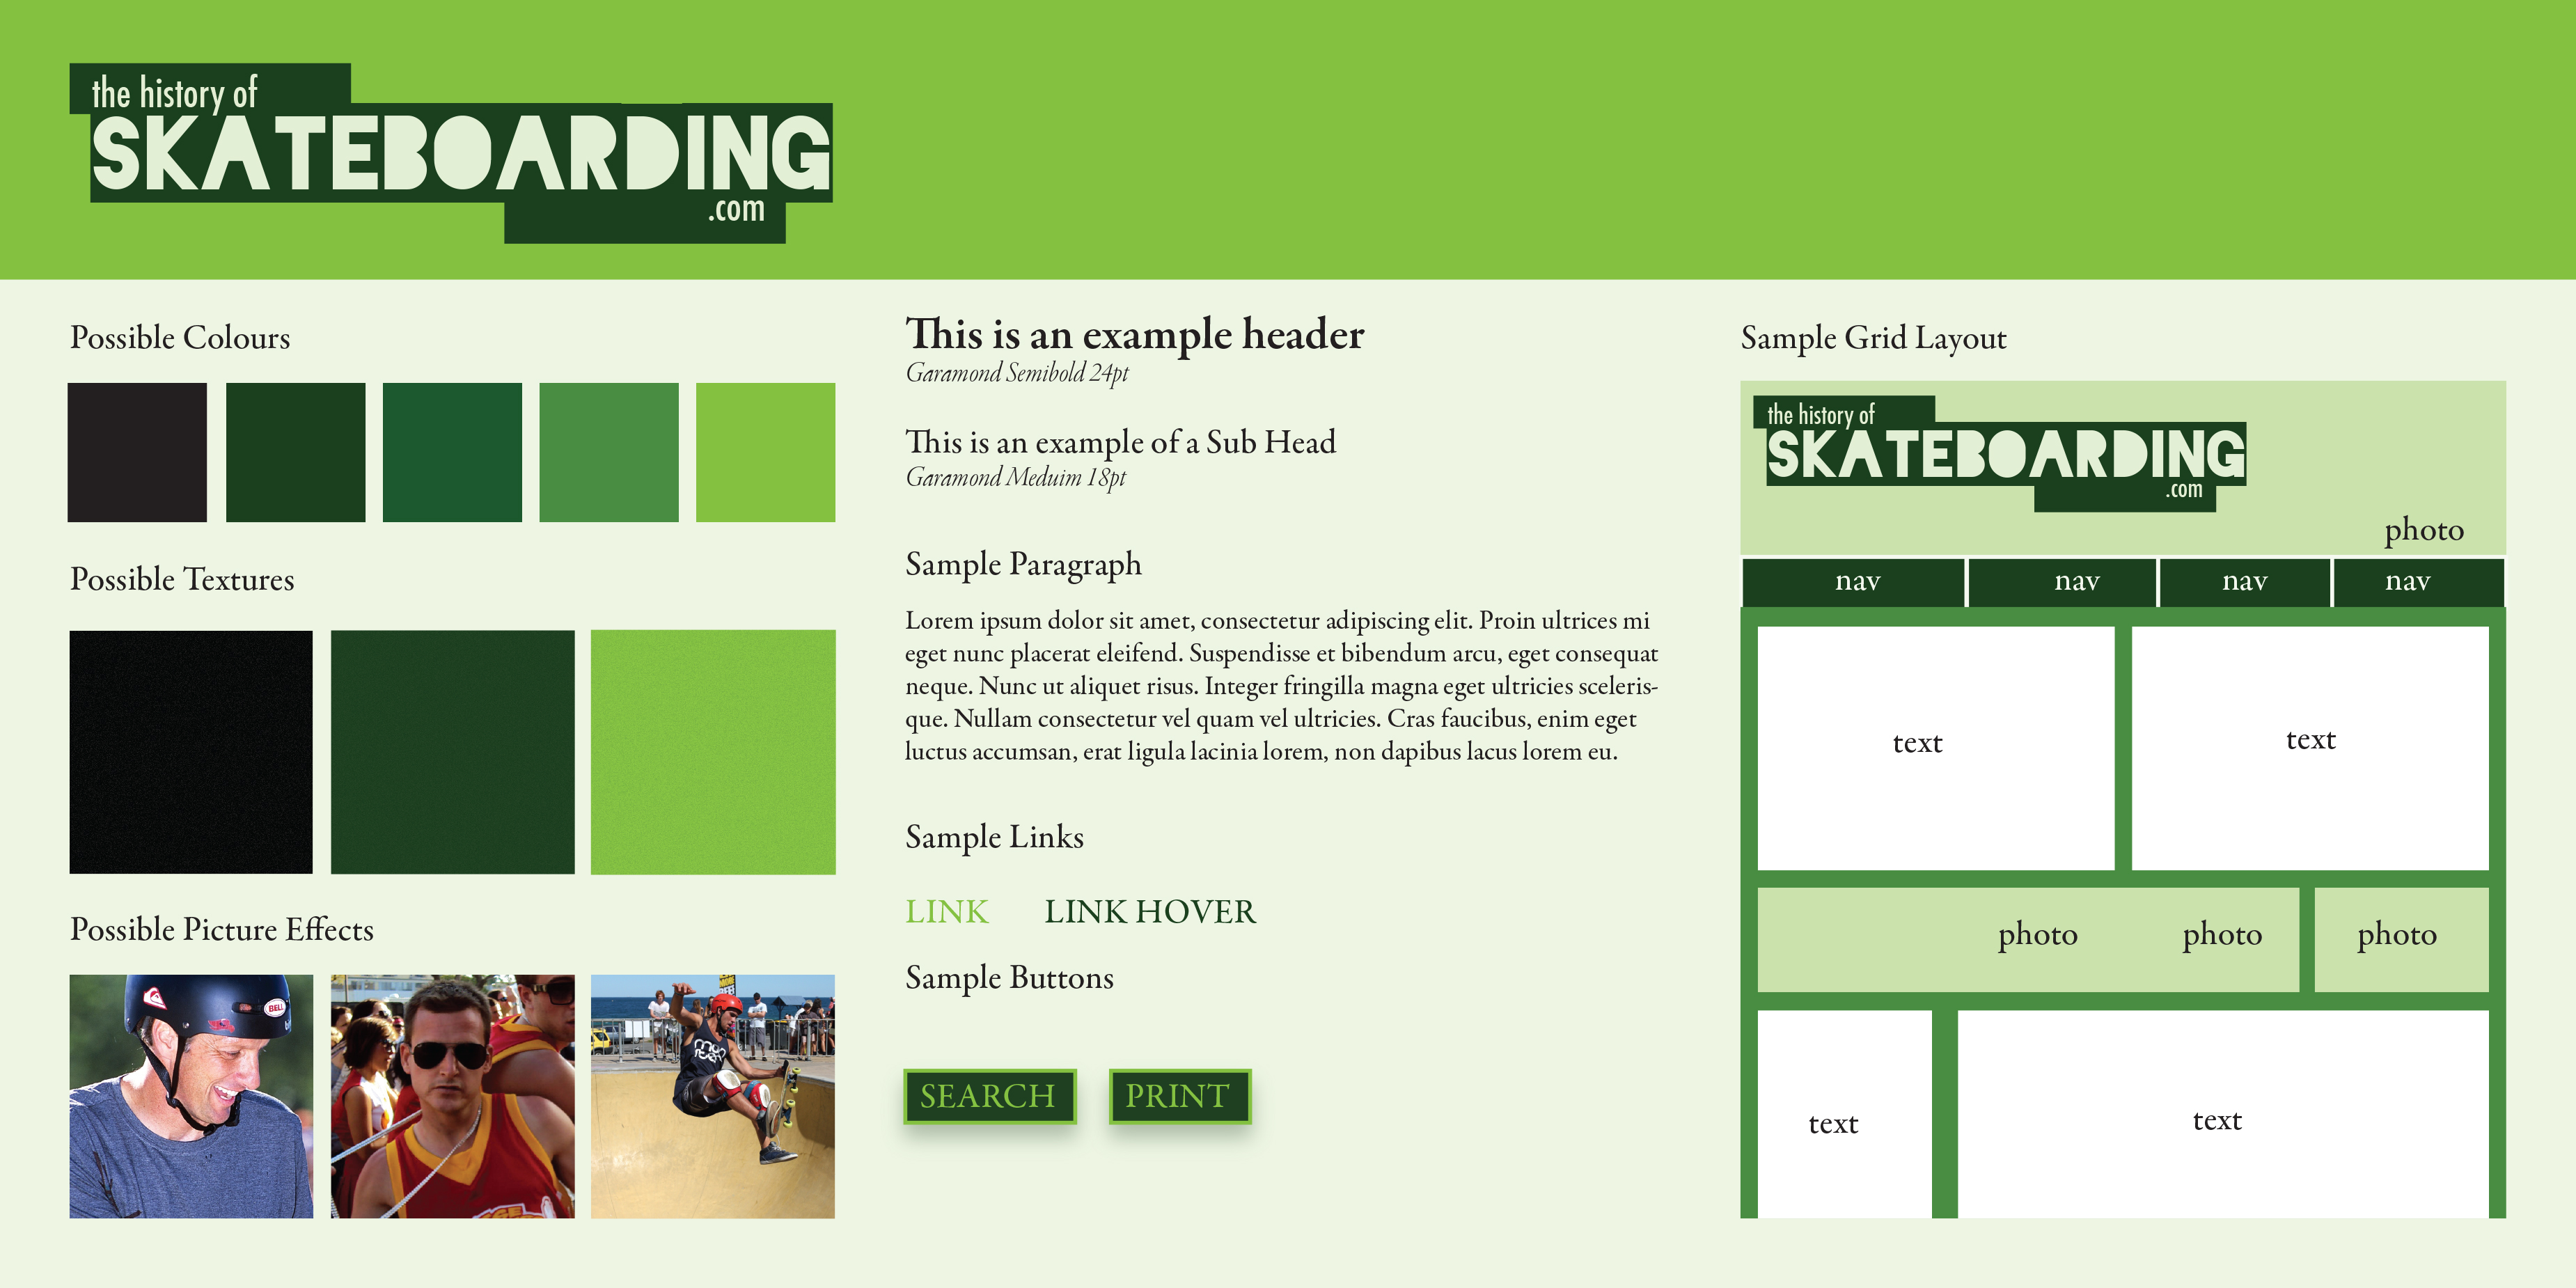 the history of
SKATEBOARDING
.com
Possible Colours
Possible Textures
Possible Picture Effects
BELL
This is an example header
Garamond Semibold 24pt
This is an example of a Sub Head
Garamond Meduim 18pt
Sample Paragraph
Lorem ipsum dolor sit amet, consectetur adipiscing elit. Proin ultrices mi
eget nunc placerat eleifend. Suspendisse et bibendum arcu, eget consequat
neque. Nunc ut aliquet risus. Integer fringilla magna eget ultricies sceleris-
que. Nullam consectetur vel quam vel ultricies. Cras faucibus, enim eget
luctus accumsan, erat ligula lacinia lorem, non dapibus lacus lorem eu.
Sample Links
LINK LINK HOVER
Sample Buttons
SEARCH PRINT
Sample Grid Layout
the history of
SKATEBOARDING
.com
photo
nav nav nav nav
text text
photo photo photo
text text